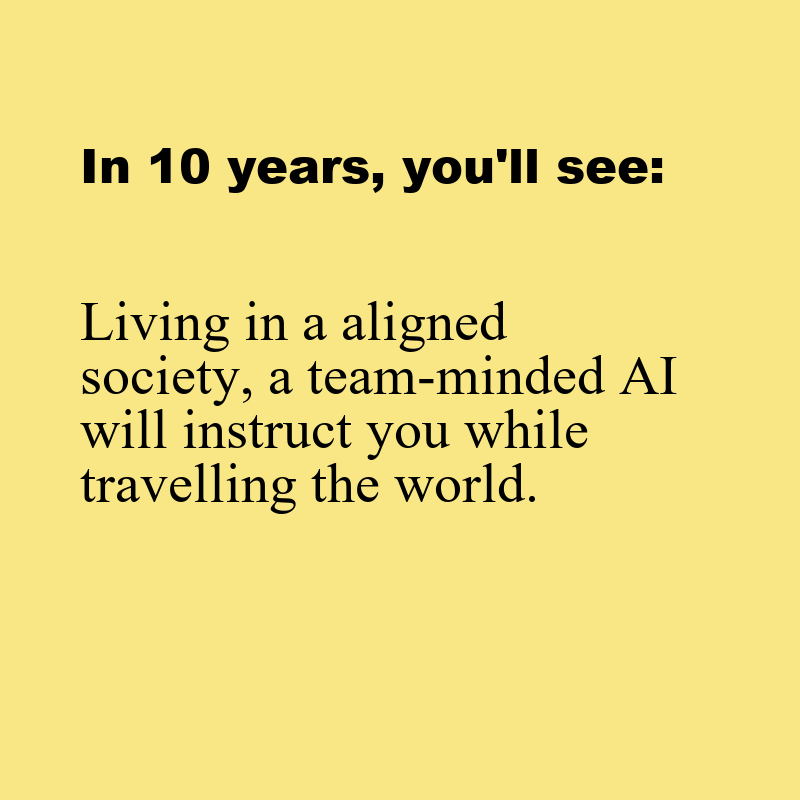 In 10 years, you'll see:
Living in a aligned
society, a team-minded AI
will instruct you while
travelling the world.